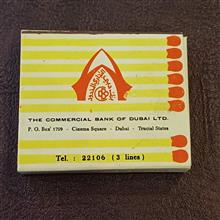 THE COMMERCIAL BANK OF DUBAI LTD.
P. O. Box 1709 - Cinema Square - Dubai - Trucial States
Tel. : 22106 (3 lines)